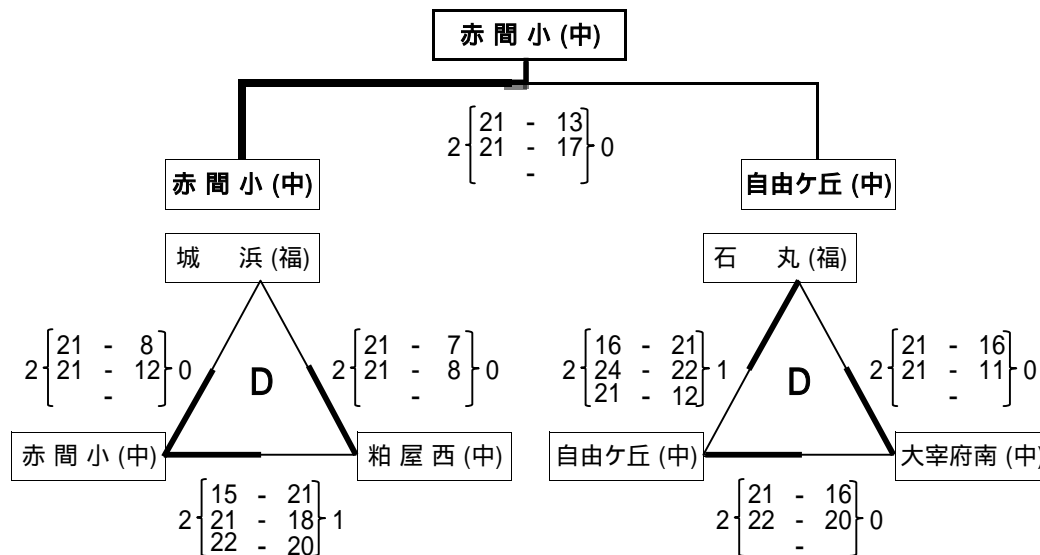 赤 間 小 (中)
21 - 13
2 21 - 17 0
-
赤 間 小 (中)
自由ケ丘 (中)
城 浜 (福)
石 丸 (福)
21 - 8
2 21 - 12 0
-
D
21 - 7
2 21 - 8 0
-
16 - 21
2 24 - 22 1
21 - 12
D
21 - 16
2 21 - 11 0
-
赤 間 小 (中)
粕 屋 西 (中)
自由ケ丘 (中)
大宰府南 (中)
15 - 21
2 21 - 18 1
22 - 20
21 - 16
2 22 - 20 0
-